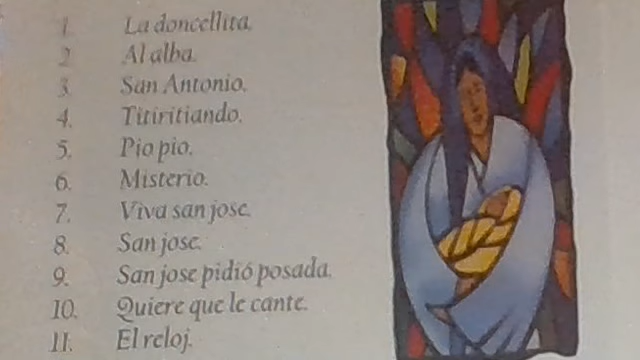 1. La doncellita.
2. Al alba.
3. San Antonio.
4. Titiritiando.
5. Pio pio.
6. Misterio.
7. Viva san jose.
8. San jose.
9. San jose pidió posada.
10. Quiere que le cante.
11. El reloj.